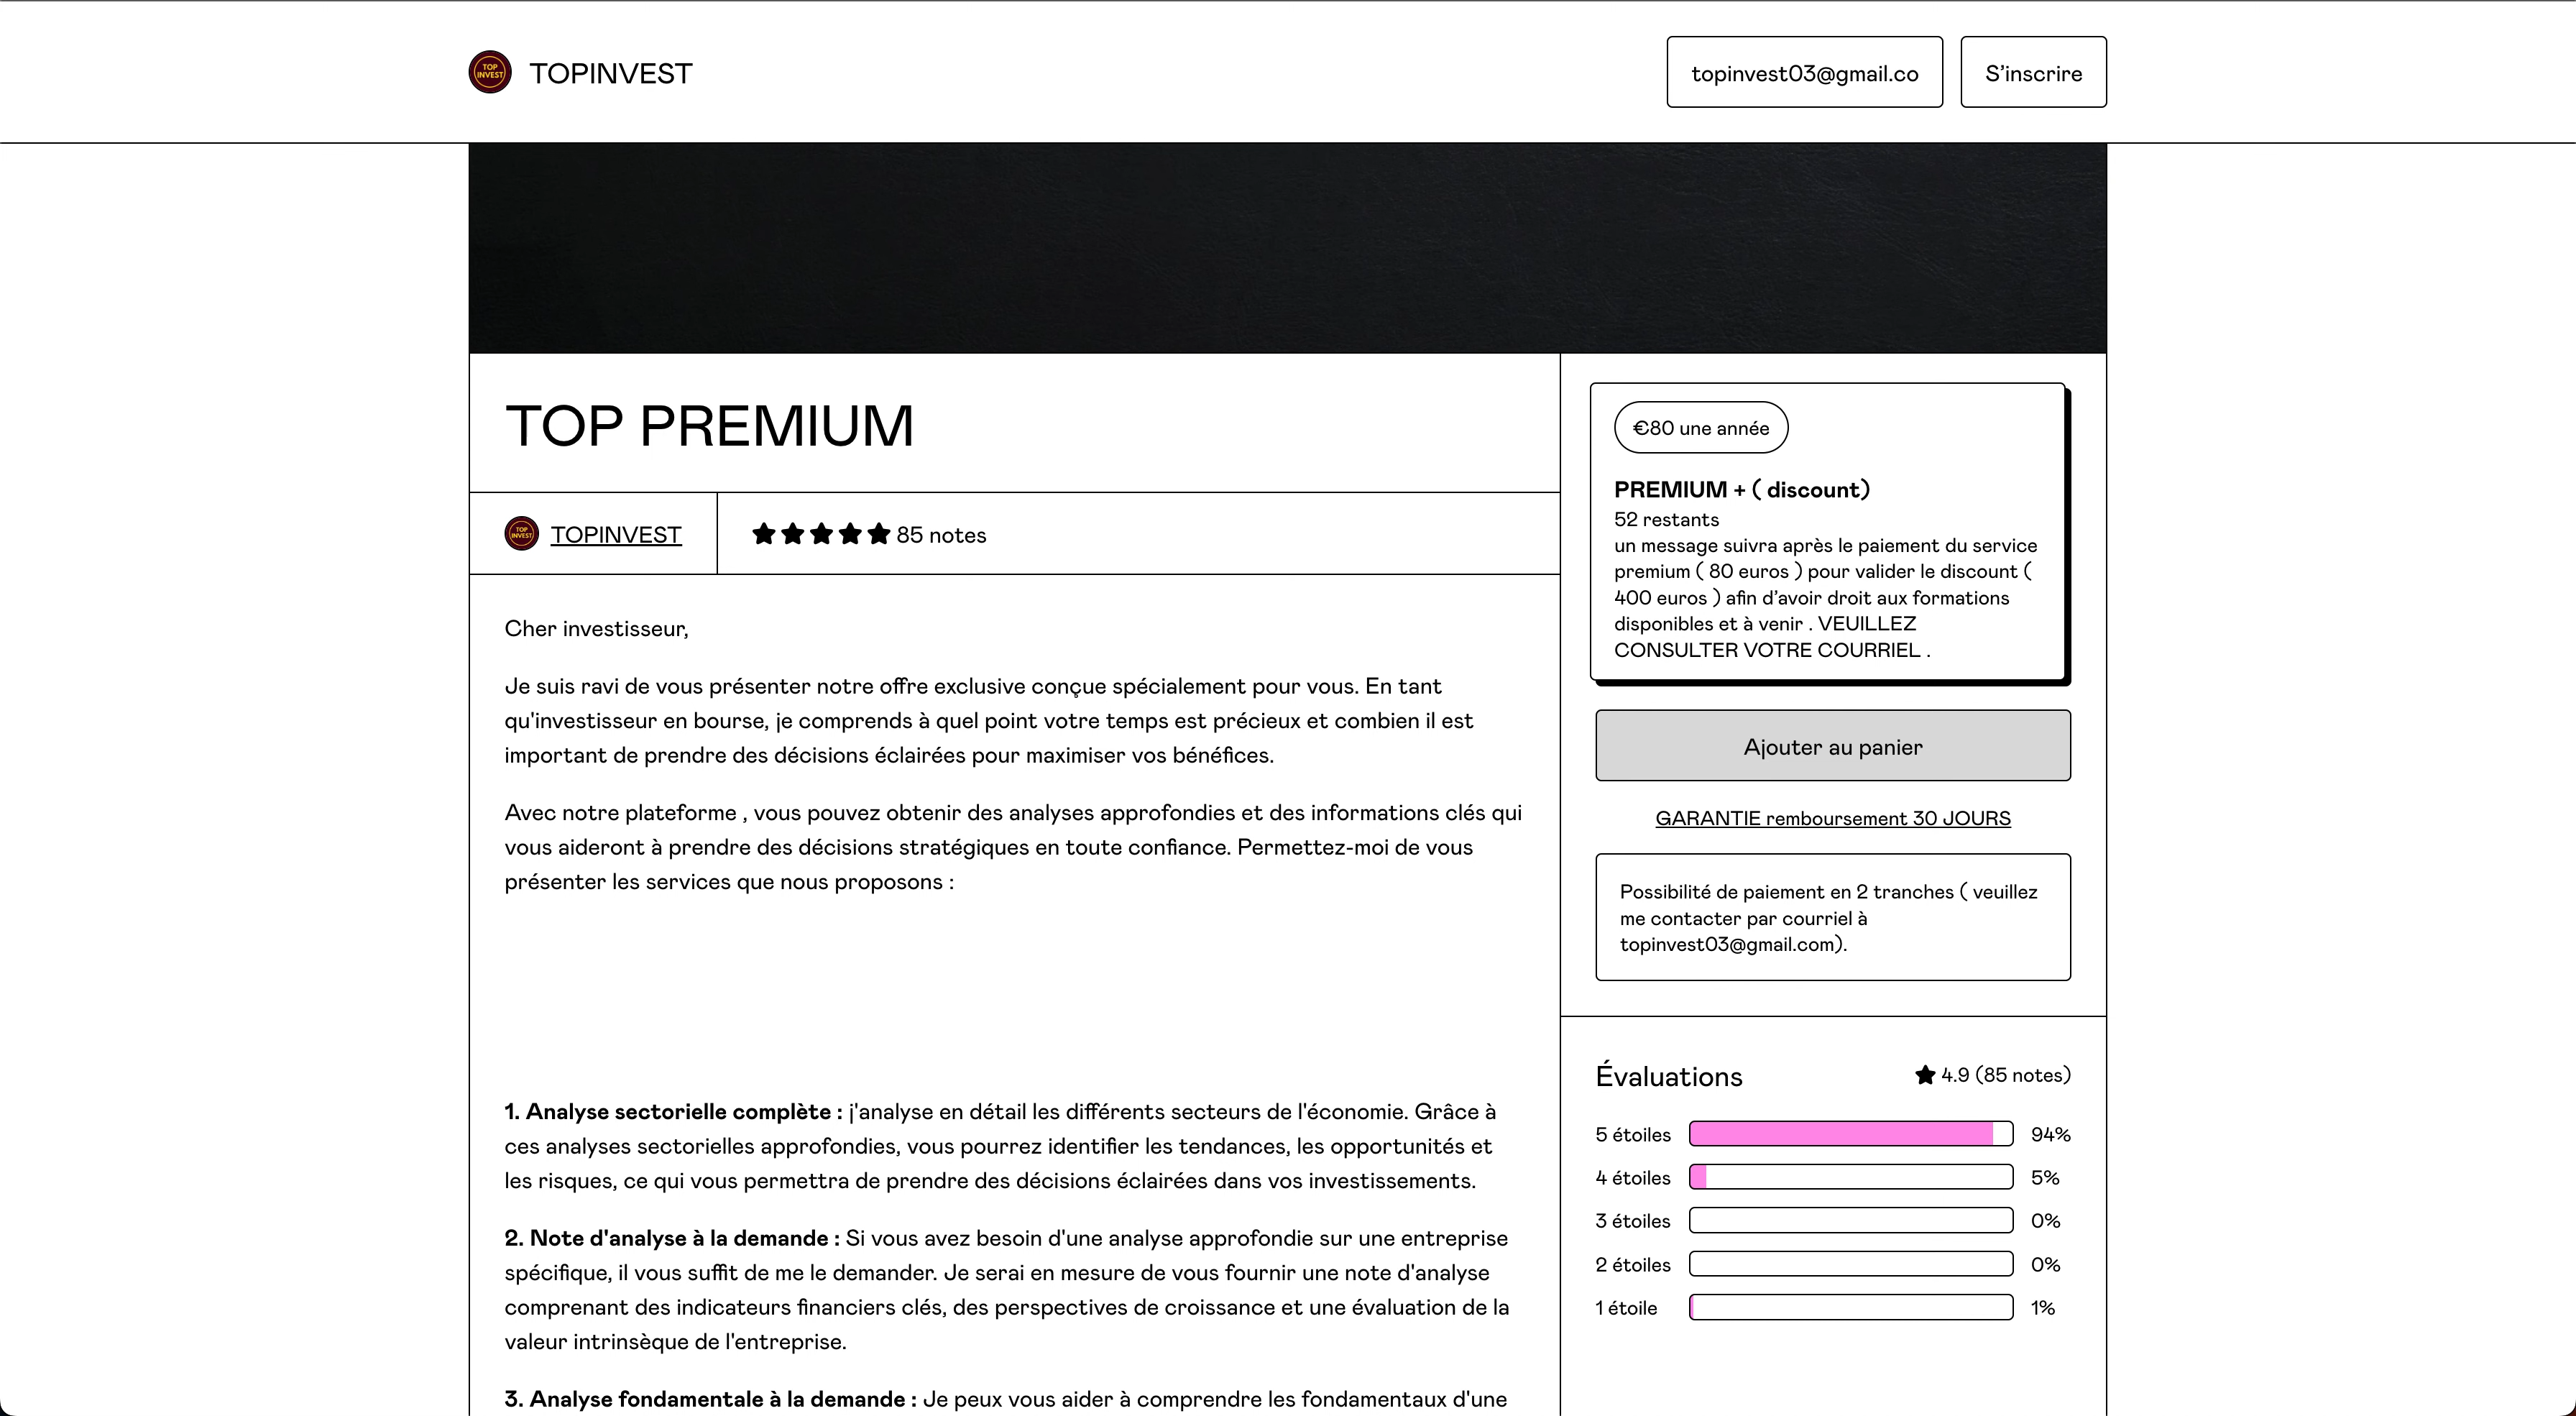 TOP
INVEST
TOPINVEST
topinvest03@gmail.co
S'inscrire
TOP PREMIUM
TOP
INVEST
TOPINVEST
85 notes
Cher investisseur,
Je suis ravi de vous présenter notre offre exclusive conçue spécialement pour vous. En tant
qu'investisseur en bourse, je comprends à quel point votre temps est précieux et combien il est
important de prendre des décisions éclairées pour maximiser vos bénéfices.
Avec notre plateforme , vous pouvez obtenir des analyses approfondies et des informations clés qui
vous aideront à prendre des décisions stratégiques en toute confiance. Permettez-moi de vous
présenter les services que nous proposons :
1. Analyse sectorielle complète : j'analyse en détail les différents secteurs de l'économie. Grâce à
ces analyses sectorielles approfondies, vous pourrez identifier les tendances, les opportunités et
les risques, ce qui vous permettra de prendre des décisions éclairées dans vos investissements.
2. Note d'analyse à la demande : Si vous avez besoin d'une analyse approfondie sur une entreprise
spécifique, il vous suffit de me le demander. Je serai en mesure de vous fournir une note d'analyse
comprenant des indicateurs financiers clés, des perspectives de croissance et une évaluation de la
valeur intrinsèque de l'entreprise.
3. Analyse fondamentale à la demande : Je peux vous aider à comprendre les fondamentaux d'une
€80 une année
PREMIUM + ( discount)
52 restants
un message suivra après le paiement du service
premium ( 80 euros ) pour valider le discount (
400 euros ) afin d'avoir droit aux formations
disponibles et à venir . VEUILLEZ
CONSULTER VOTRE COURRIEL .
Ajouter au panier
GARANTIE remboursement 30 JOURS
Possibilité de paiement en 2 tranches ( veuillez
me contacter par courriel à
topinvest03@gmail.com).
Évaluations
4.9 (85 notes)
5 étoiles 94%
4 étoiles 5%
3 étoiles 0%
2 étoiles 0%
1 étoile 1%